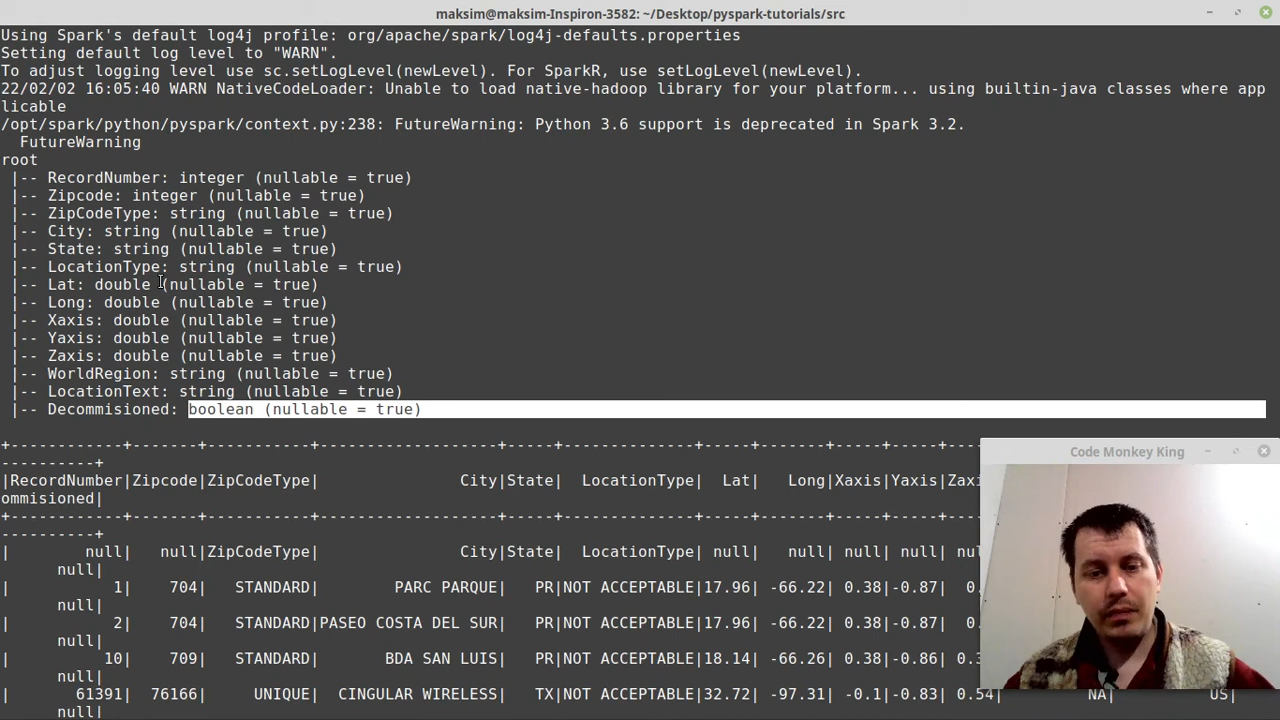 maksim@maksim-Inspiron-3582: ~/Desktop/pyspark-tutorials/src
Using Spark's default log4j profile: org/apache/spark/log4j-defaults.properties
Setting default log level to "WARN".
To adjust logging level use sc.setLogLevel(newLevel). For SparkR, use setLogLevel(newLevel).
22/02/02 16:05:40 WARN NativeCodeLoader: Unable to load native-hadoop library for your platform... using builtin-java classes where app
licable
/opt/spark/python/pyspark/context.py:238: FutureWarning: Python 3.6 support is deprecated in Spark 3.2.
  FutureWarning
root
 |-- RecordNumber: integer (nullable = true)
 |-- Zipcode: integer (nullable = true)
 |-- ZipCodeType: string (nullable = true)
 |-- City: string (nullable = true)
 |-- State: string (nullable = true)
 |-- LocationType: string (nullable = true)
 |-- Lat: double (nullable = true)
 |-- Long: double (nullable = true)
 |-- Xaxis: double (nullable = true)
 |-- Yaxis: double (nullable = true)
 |-- Zaxis: double (nullable = true)
 |-- WorldRegion: string (nullable = true)
 |-- LocationText: string (nullable = true)
 |-- Decommisioned: boolean (nullable = true)
+------------+-------+-----------+-------------------+-----+--------------+-----+-------+-----+-----+---
----------+
|RecordNumber|Zipcode|ZipCodeType|               City|State|  LocationType|  Lat|   Long|Xaxis|Yaxis|Zaxi
ommisioned|
+------------+-------+-----------+-------------------+-----+--------------+-----+-------+-----+-----+---
----------+
|        null|   null|ZipCodeType|               City|State|  LocationType| null|   null| null| null| nul
      null|
|           1|    704|   STANDARD|        PARC PARQUE|   PR|NOT ACCEPTABLE|17.96| -66.22| 0.38|-0.87| 0.
      null|
|           2|    704|   STANDARD|PASEO COSTA DEL SUR|   PR|NOT ACCEPTABLE|17.96| -66.22| 0.38|-0.87| 0.
      null|
|          10|    709|   STANDARD|       BDA SAN LUIS|   PR|NOT ACCEPTABLE|18.14| -66.26| 0.38|-0.86| 0.3
      null|
|       61391|  76166|     UNIQUE|  CINGULAR WIRELESS|   TX|NOT ACCEPTABLE|32.72| -97.31| -0.1|-0.83| 0.54| NA| US|
      null|
Code Monkey King